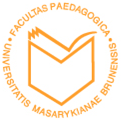 • FACULTAS PAEDAGOGICA •
UNIVERSITATIS MASARYKIANAE BRUNENSIS